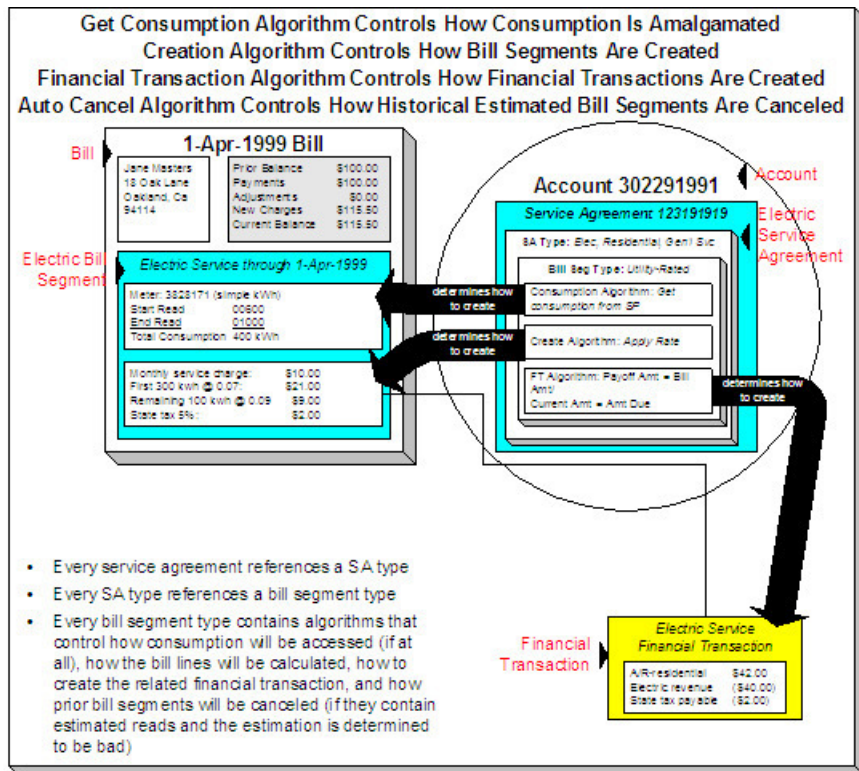 Get Consumption Algorithm Controls How Consumption Is Amalgamated
Creation Algorithm Controls How Bill Segments Are Created
Financial Transaction Algorithm Controls How Financial Transactions Are Created
Auto Cancel Algorithm Controls How Historical Estimated Bill Segments Are Canceled
Bill
1-Apr-1999 Bill
Jane Masters
18 Oak Lane
Oakland, Ca
94114
Prior Balance $100.00
Payments $100.00
Adjustments $0.00
New Charges $115.50
Current Balance $115.50
Electric Bill
Segment
Electric Service through 1-Apr-1999
Meter: 3828171 (simple kWh)
Start Read 00600
End Read 01000
Total Consumption 400 kWh
Monthly service charge: $10.00
First 300 kwh @ 0.07: $21.00
Remaining 100 kwh @ 0.09 $9.00
State tax 5%: $2.00
Account
Account 302291991
Electric
Service
Agreement
Service Agreement 123191919
SA Type: Elec, Residential, Gen'l Svc
Bill Seg Type: Utility-Rated
determines how
to create
Consumption Algorithm: Get
consumption from SP
determines how
to create
Create Algorithm: Apply Rate
FT Algorithm: Payoff Amt = Bill
Amt/
Current Amt = Amt Due
determines how
to create
• Every service agreement references a SA type
• Every SA type references a bill segment type
• Every bill segment type contains algorithms that
control how consumption will be accessed (if at
all), how the bill lines will be calculated, how to
create the related financial transaction, and how
prior bill segments will be canceled (if they contain
estimated reads and the estimation is determined
to be bad)
Financial
Transaction
Electric Service
Financial Transaction
A/R-residential $42.00
Electric revenue ($40.00)
State tax payable ($2.00)